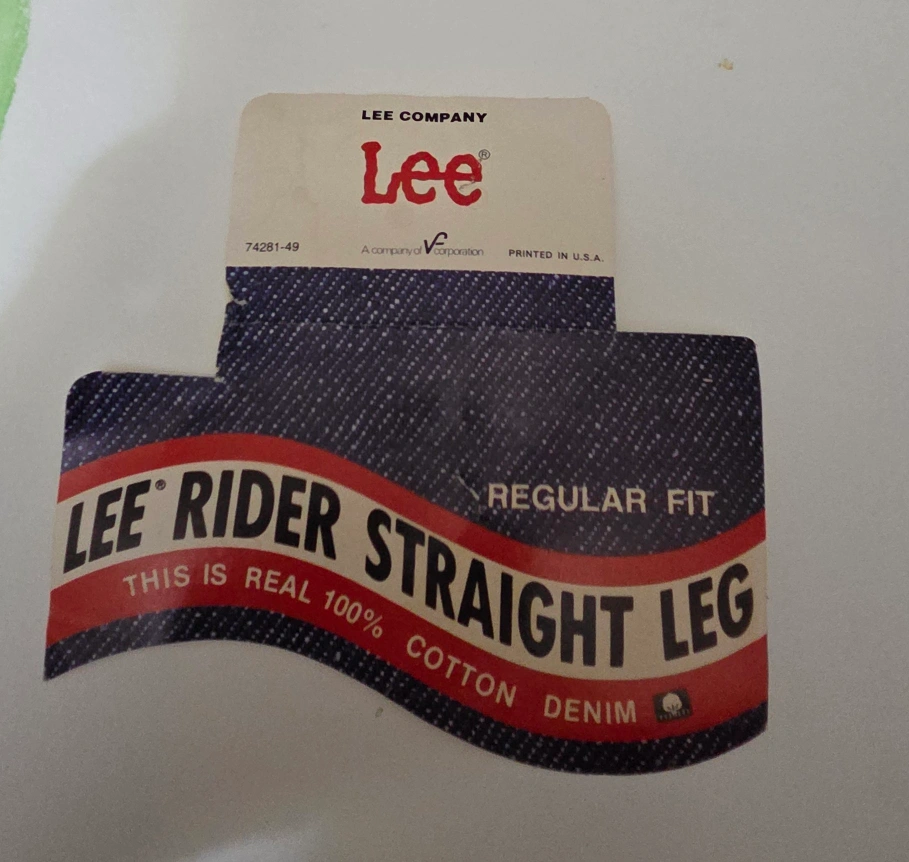 LEE COMPANY
Lee®
74281-49
A company of VF corporation
PRINTED IN U.S.A.
REGULAR FIT
LEE® RIDER STRAIGHT LEG
THIS IS REAL 100% COTTON DENIM